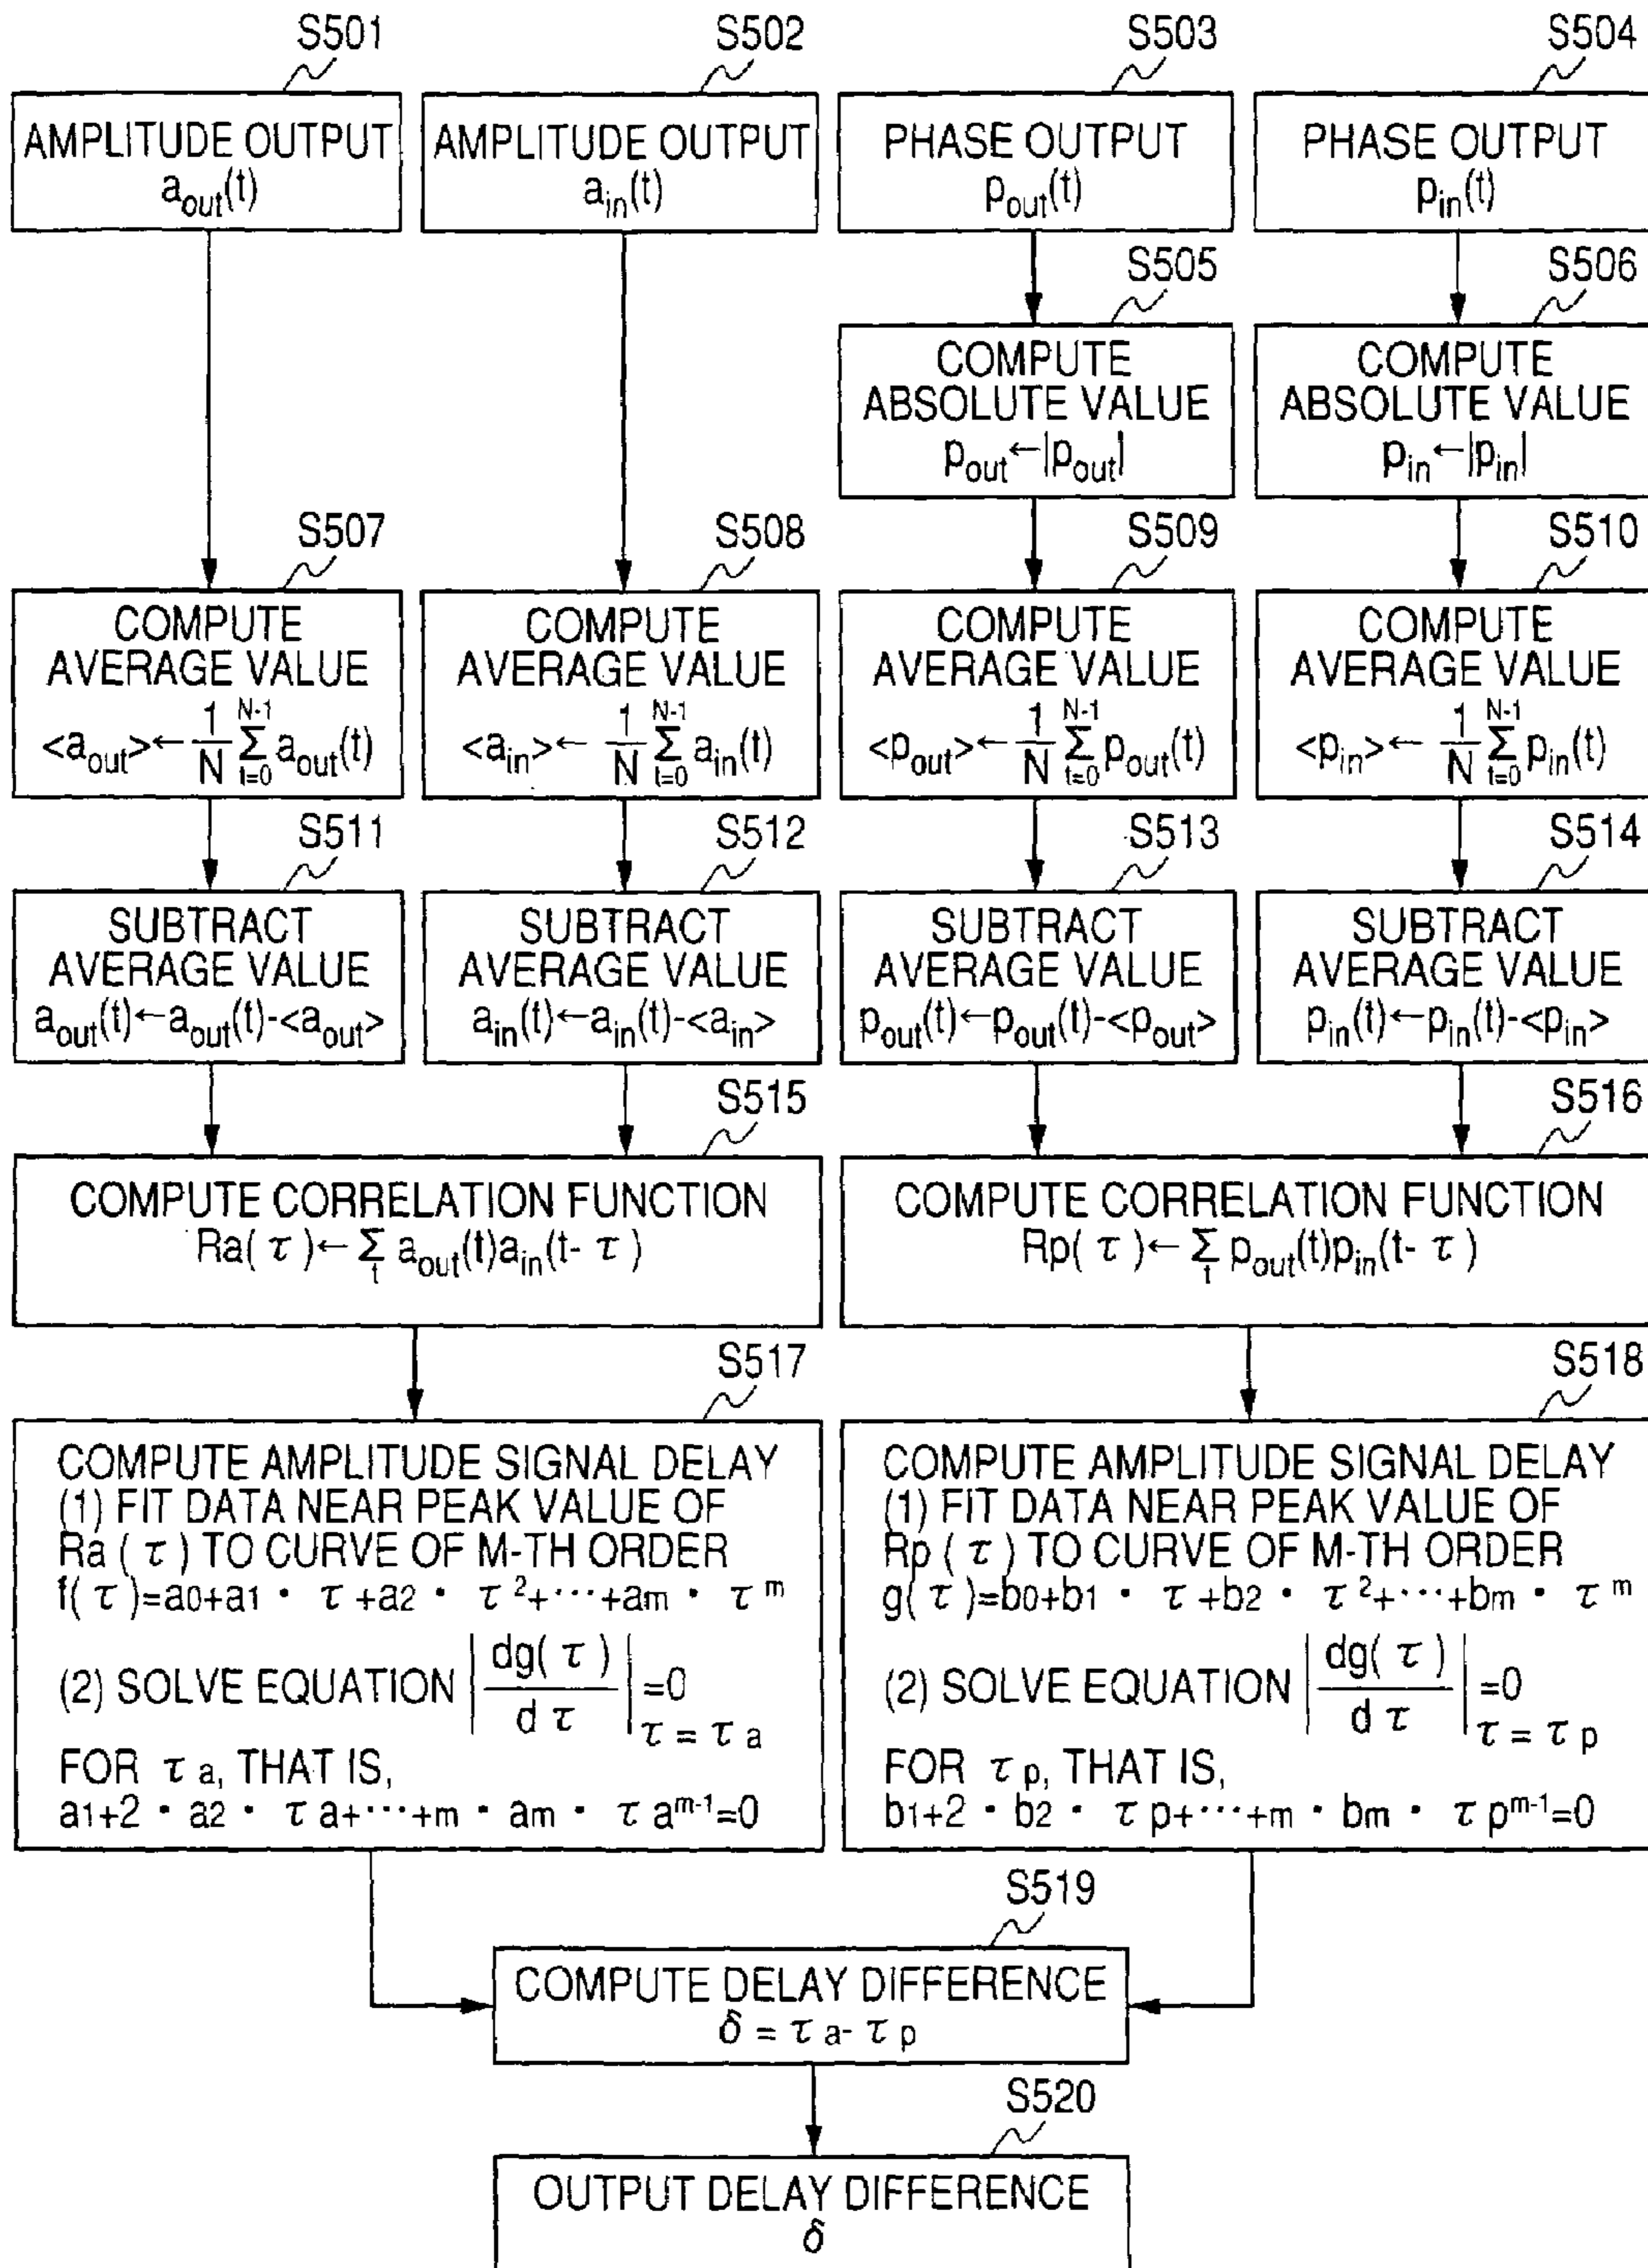 S501
AMPLITUDE OUTPUT
a_out(t)
S502
AMPLITUDE OUTPUT
a_in(t)
S503
PHASE OUTPUT
p_out(t)
S504
PHASE OUTPUT
p_in(t)
S505
COMPUTE
ABSOLUTE VALUE
p_out←|p_out|
S506
COMPUTE
ABSOLUTE VALUE
p_in←|p_in|
S507
COMPUTE
AVERAGE VALUE
<a_out>← 1/N Σ_{t=0}^{N-1} a_out(t)
S508
COMPUTE
AVERAGE VALUE
<a_in>← 1/N Σ_{t=0}^{N-1} a_in(t)
S509
COMPUTE
AVERAGE VALUE
<p_out>← 1/N Σ_{t=0}^{N-1} p_out(t)
S510
COMPUTE
AVERAGE VALUE
<p_in>← 1/N Σ_{t=0}^{N-1} p_in(t)
S511
SUBTRACT
AVERAGE VALUE
a_out(t)←a_out(t)-<a_out>
S512
SUBTRACT
AVERAGE VALUE
a_in(t)←a_in(t)-<a_in>
S513
SUBTRACT
AVERAGE VALUE
p_out(t)←p_out(t)-<p_out>
S514
SUBTRACT
AVERAGE VALUE
p_in(t)←p_in(t)-<p_in>
S515
COMPUTE CORRELATION FUNCTION
Ra(τ)←Σ_t a_out(t)a_in(t-τ)
S516
COMPUTE CORRELATION FUNCTION
Rp(τ)←Σ_t p_out(t)p_in(t-τ)
S517
COMPUTE AMPLITUDE SIGNAL DELAY
(1) FIT DATA NEAR PEAK VALUE OF
Ra(τ) TO CURVE OF M-TH ORDER
f(τ)=a0+a1・τ+a2・τ^2+⋯+am・τ^m
(2) SOLVE EQUATION |dg(τ)/dτ|_{τ=τa}=0
FOR τa, THAT IS,
a1+2・a2・τa+⋯+m・am・τa^{m-1}=0
S518
COMPUTE AMPLITUDE SIGNAL DELAY
(1) FIT DATA NEAR PEAK VALUE OF
Rp(τ) TO CURVE OF M-TH ORDER
g(τ)=b0+b1・τ+b2・τ^2+⋯+bm・τ^m
(2) SOLVE EQUATION |dg(τ)/dτ|_{τ=τp}=0
FOR τp, THAT IS,
b1+2・b2・τp+⋯+m・bm・τp^{m-1}=0
S519
COMPUTE DELAY DIFFERENCE
δ=τa-τp
S520
OUTPUT DELAY DIFFERENCE
δ